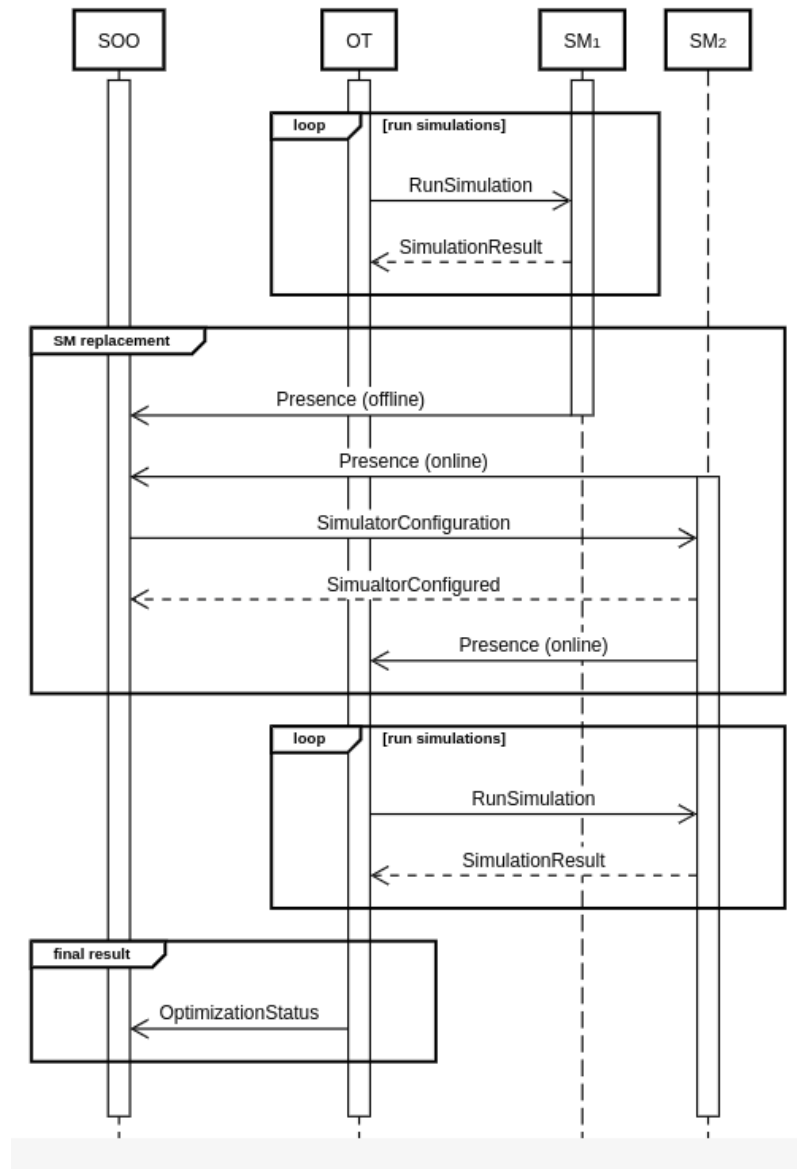 SOO OT SM1 SM2
loop [run simulations]
RunSimulation
SimulationResult
SM replacement
Presence (offline)
Presence (online)
SimulatorConfiguration
SimualtorConfigured
Presence (online)
loop [run simulations]
RunSimulation
SimulationResult
final result
OptimizationStatus